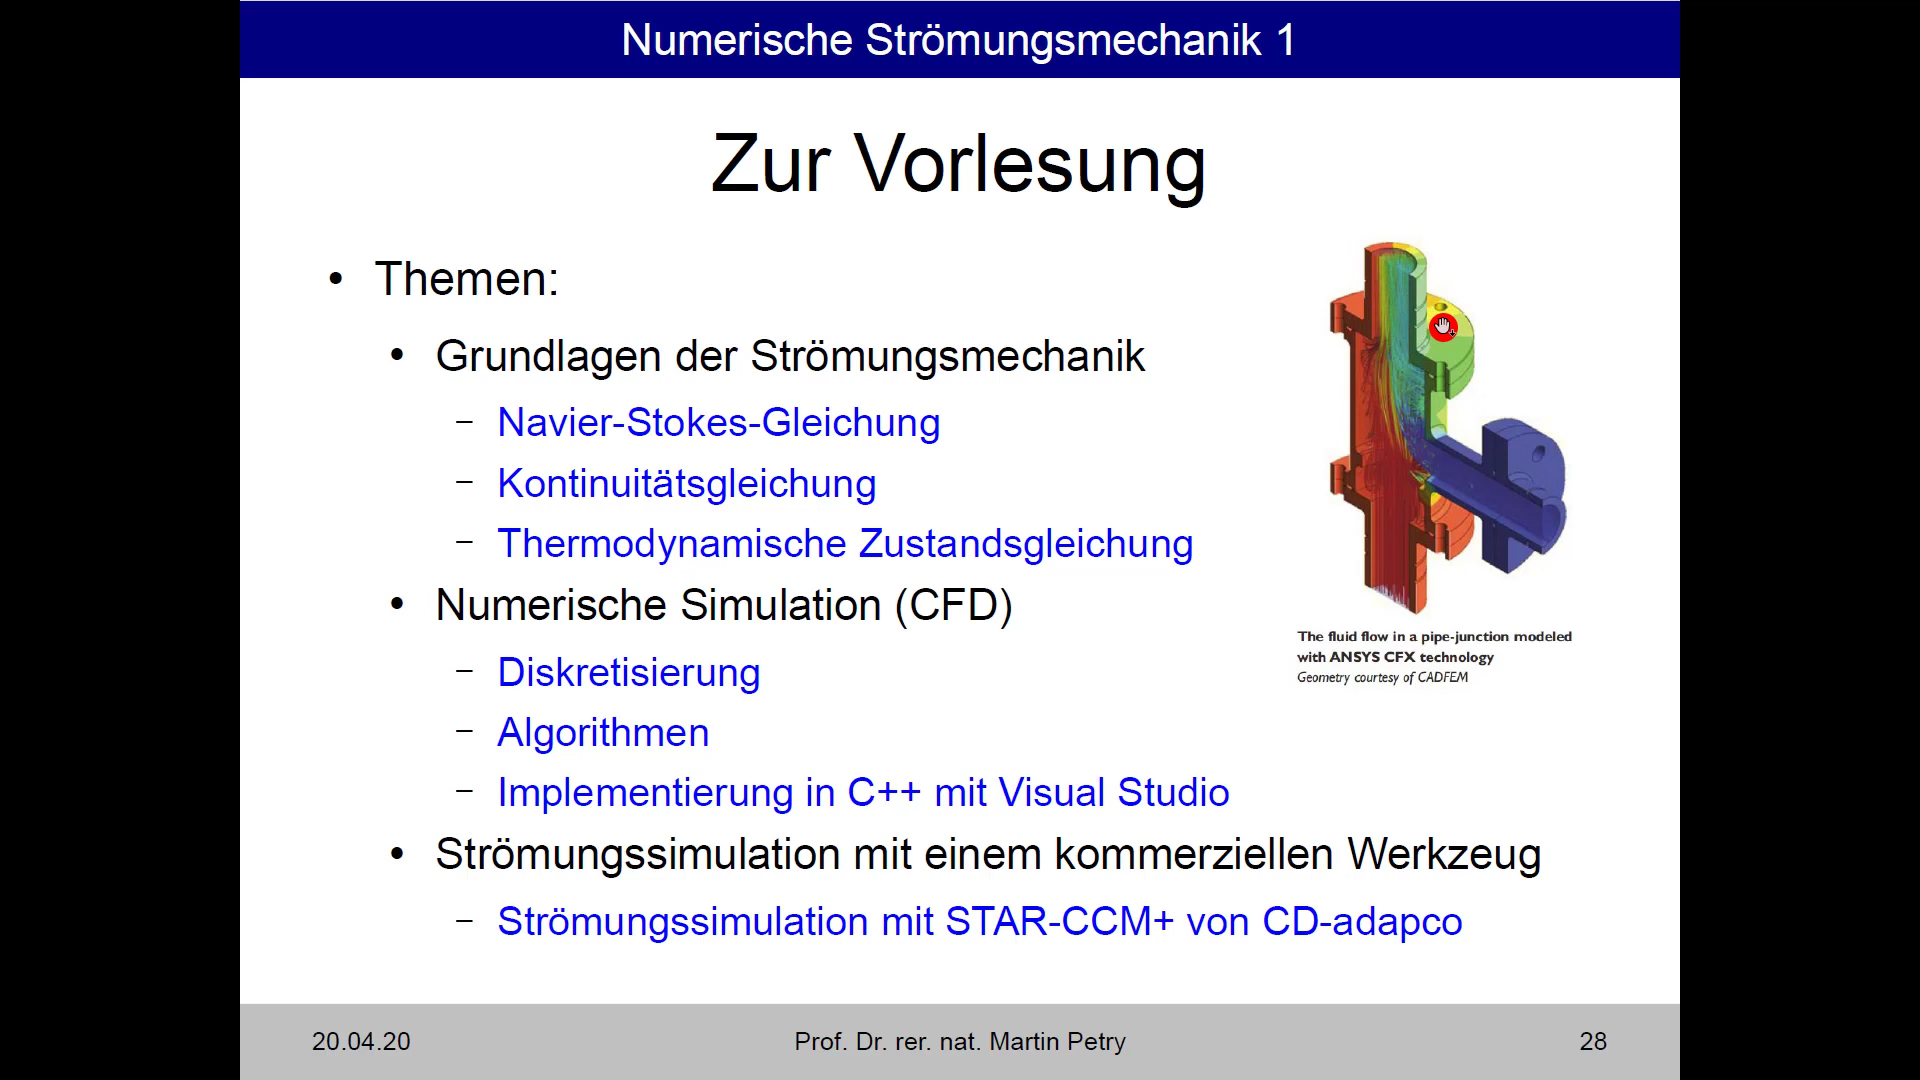 Numerische Strömungsmechanik 1
Zur Vorlesung
• Themen:
• Grundlagen der Strömungsmechanik
– Navier-Stokes-Gleichung
– Kontinuitätsgleichung
– Thermodynamische Zustandsgleichung
• Numerische Simulation (CFD)
– Diskretisierung
– Algorithmen
– Implementierung in C++ mit Visual Studio
• Strömungssimulation mit einem kommerziellen Werkzeug
– Strömungssimulation mit STAR-CCM+ von CD-adapco
The fluid flow in a pipe-junction modeled
with ANSYS CFX technology
Geometry courtesy of CADFEM
20.04.20
Prof. Dr. rer. nat. Martin Petry
28